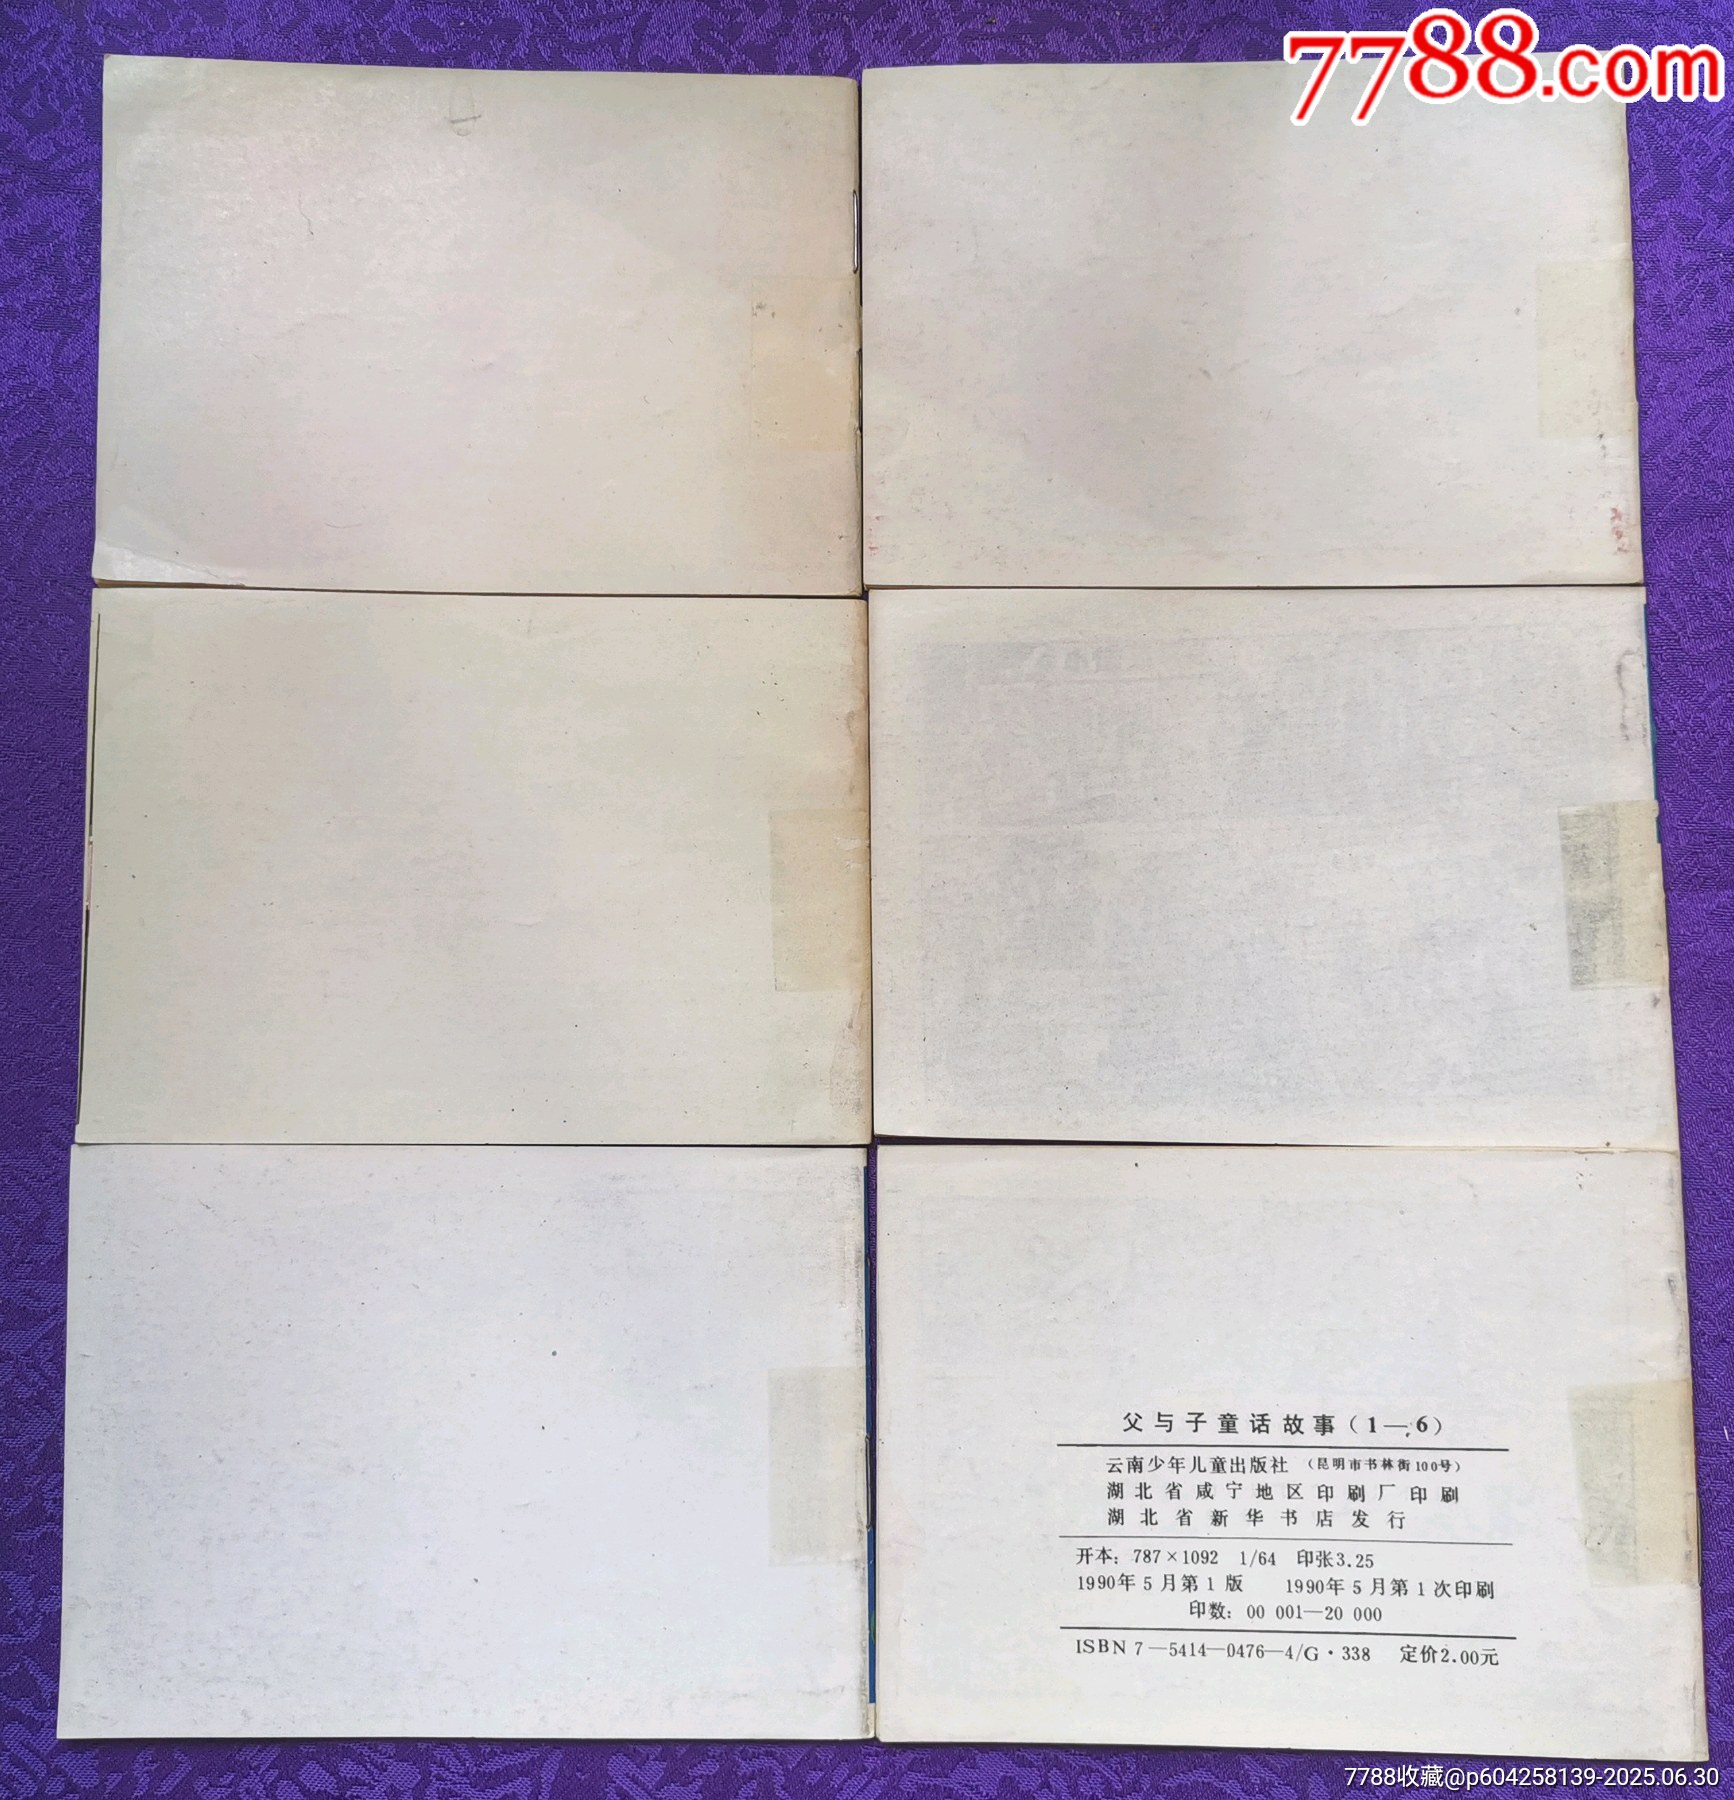 7788.com
父与子童话故事(1—6)
云南少年儿童出版社 (昆明市书林街100号)
湖北省咸宁地区印刷厂印刷
湖北省新华书店发行
开本: 787×1092 1/64 印张3.25
1990年5月第1版 1990年5月第1次印刷
印数: 00 001—20 000
ISBN 7—5414—0476—4/G·338 定价2.00元
7788收藏@p604258139-2025.06.30